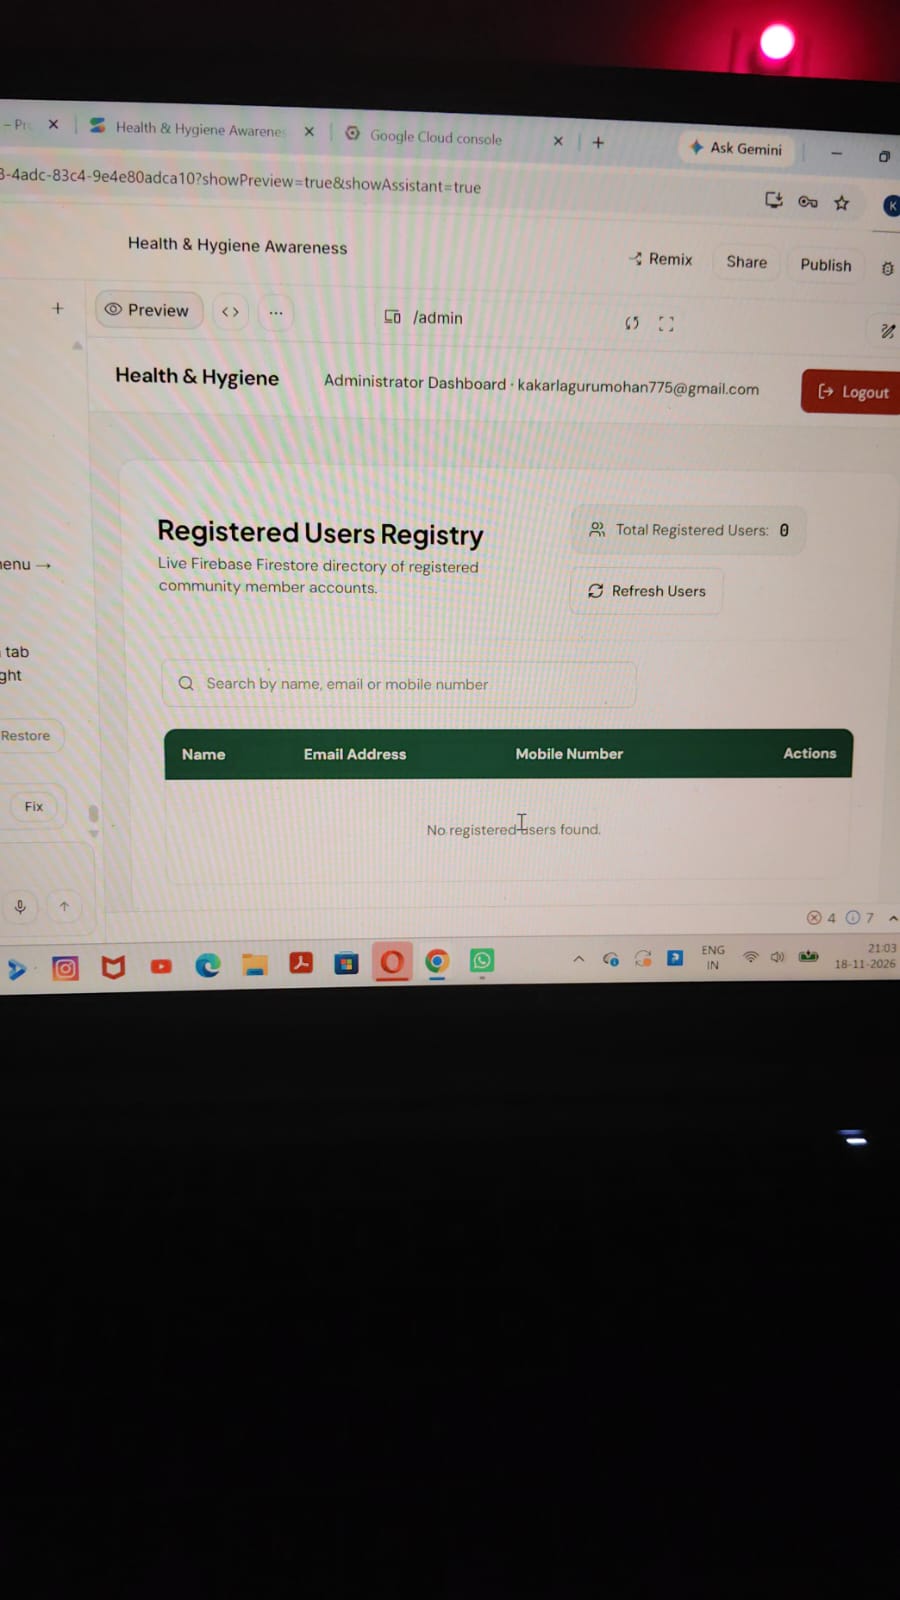 Health & Hygiene Awarenes
Google Cloud console
Ask Gemini
3-4adc-83c4-9e4e80adca10?showPreview=true&showAssistant=true
K
Health & Hygiene Awareness
Remix
Share
Publish
Preview
/admin
Health & Hygiene
Administrator Dashboard · kakarlagurumohan775@gmail.com
Logout
Registered Users Registry
Total Registered Users: 0
Live Firebase Firestore directory of registered
community member accounts.
Refresh Users
enu →
tab
ght
Search by name, email or mobile number
Restore
Name Email Address Mobile Number Actions
Fix
No registered users found.
4 7
ENG
IN
21:03
18-11-2026